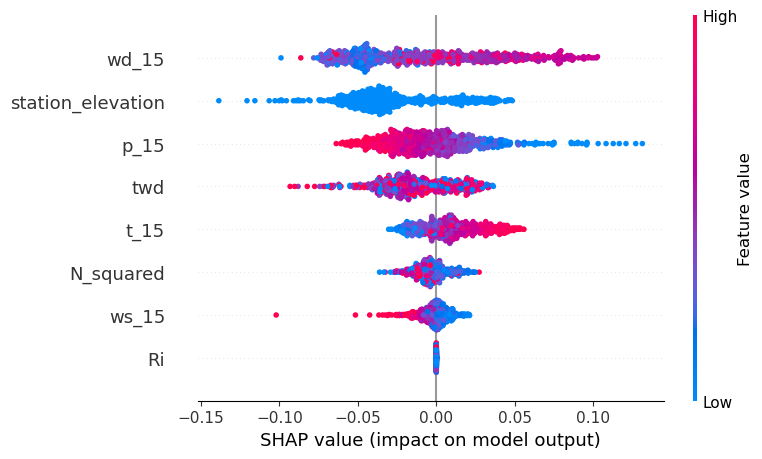 High
wd_15
station_elevation
p_15
twd
t_15
N_squared
ws_15
Ri
Feature value
Low
−0.15 −0.10 −0.05 0.00 0.05 0.10
SHAP value (impact on model output)